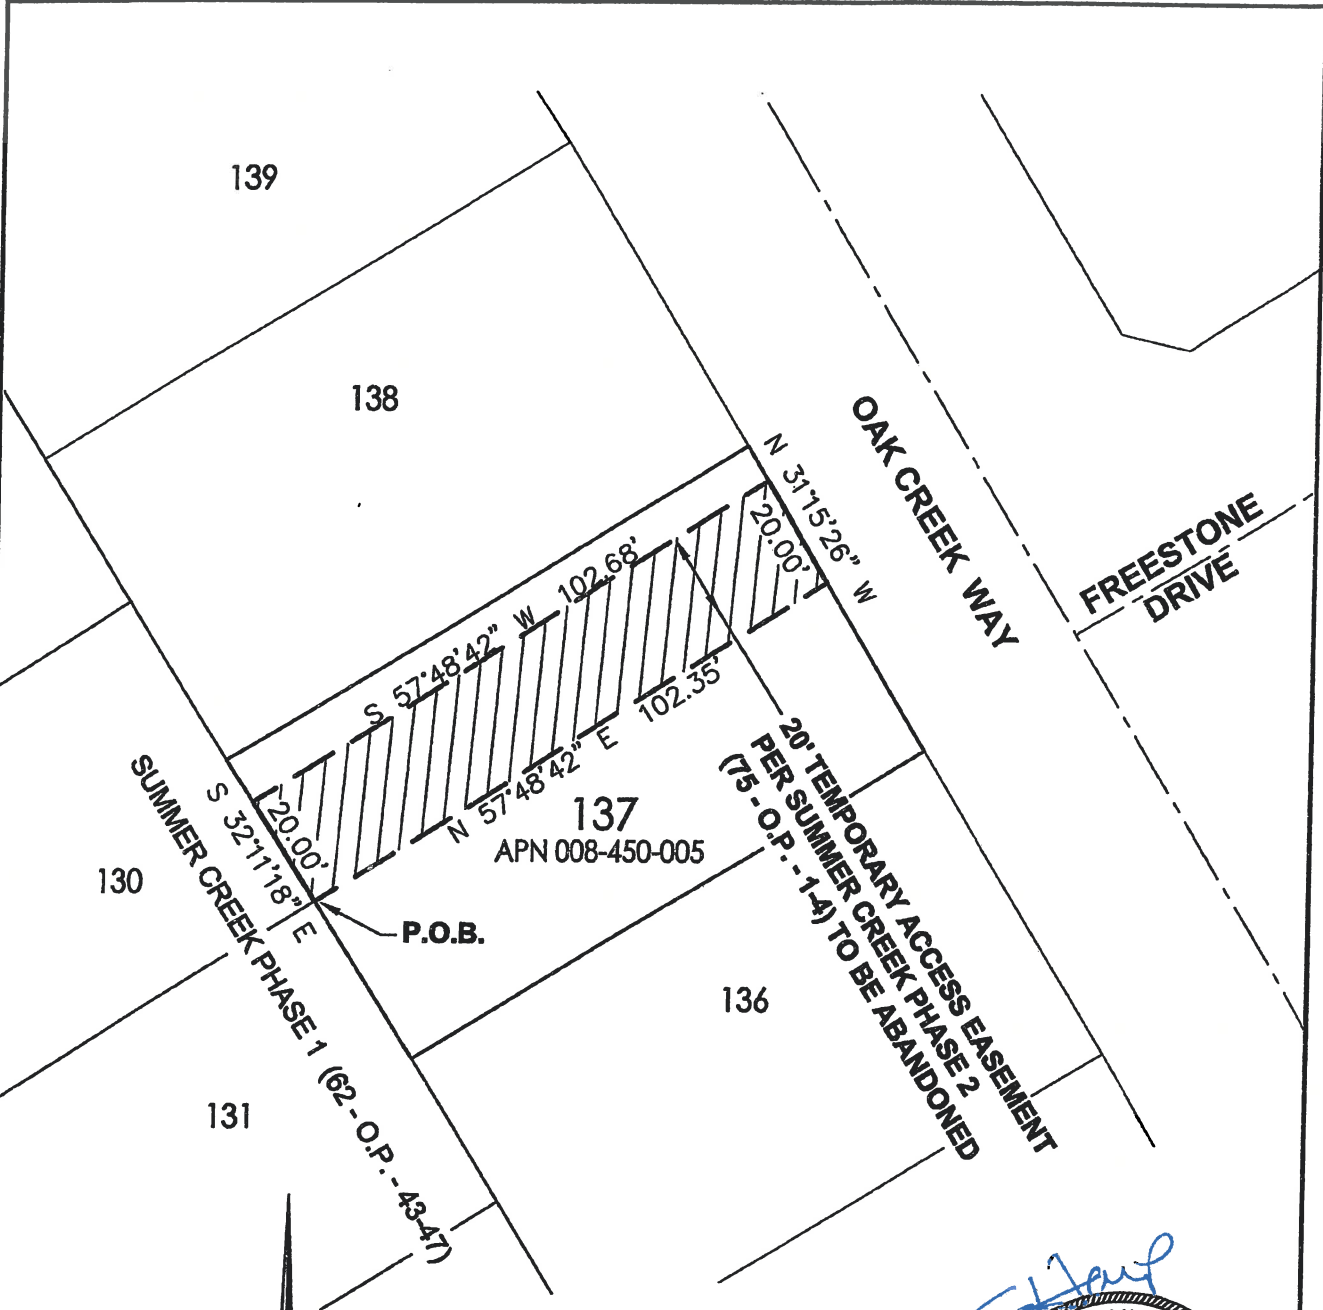 139
138
N 31°15'26" W
20.00'
OAK CREEK WAY
FREESTONE
DRIVE
S 57°48'42" W 102.68'
N 57°48'42" E 102.35'
20' TEMPORARY ACCESS EASEMENT
PER SUMMER CREEK PHASE 2
(75 - O.P. - 1-4) TO BE ABANDONED
S 32°11'18" E
20.00'
137
APN 008-450-005
P.O.B.
130
SUMMER CREEK PHASE 1 (62 - O.P. - 43-47)
136
131